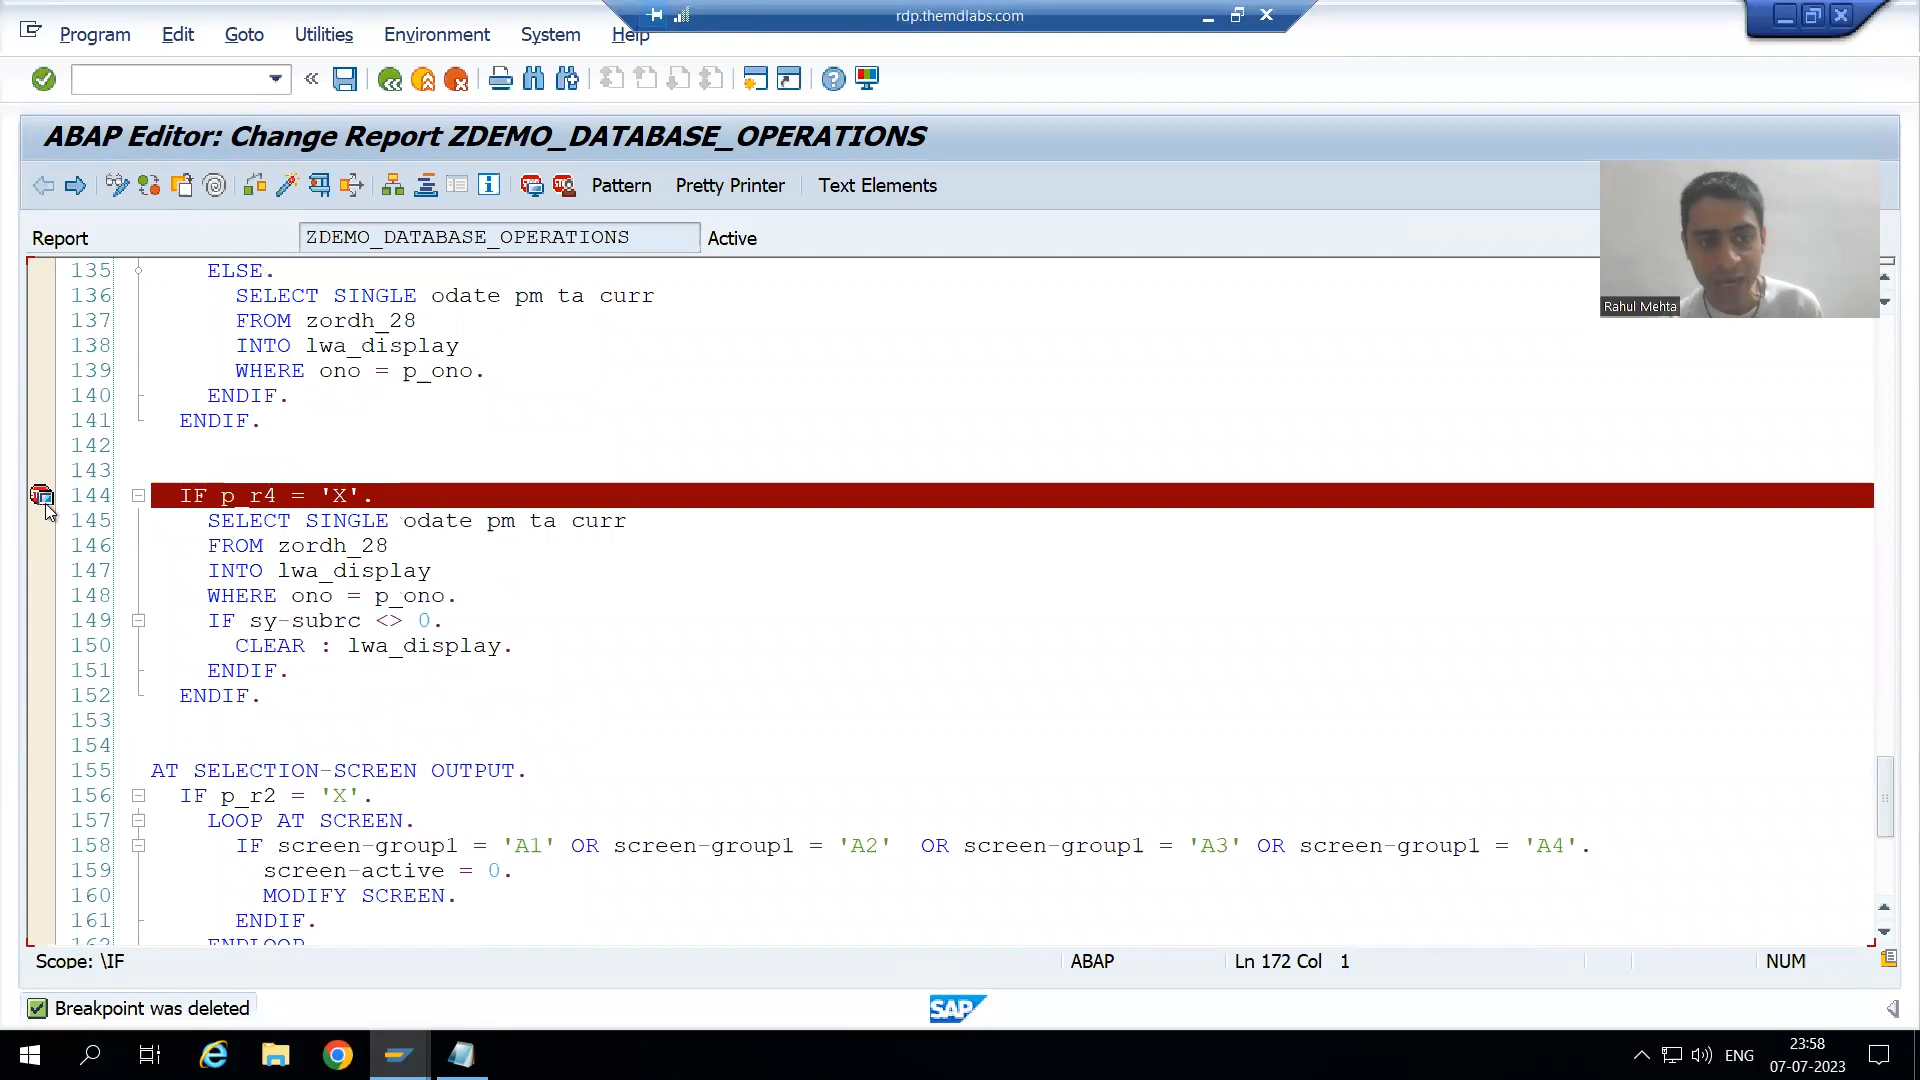 rdp.themdlabs.com
Program Edit Goto Utilities Environment System Help
ABAP Editor: Change Report ZDEMO_DATABASE_OPERATIONS
Pattern Pretty Printer Text Elements
Report ZDEMO_DATABASE_OPERATIONS Active
Rahul Mehta
135 ELSE.
136 SELECT SINGLE odate pm ta curr
137 FROM zordh_28
138 INTO lwa_display
139 WHERE ono = p_ono.
140 ENDIF.
141 ENDIF.
142
143
144 IF p_r4 = 'X'.
145 SELECT SINGLE odate pm ta curr
146 FROM zordh_28
147 INTO lwa_display
148 WHERE ono = p_ono.
149 IF sy-subrc <> 0.
150 CLEAR : lwa_display.
151 ENDIF.
152 ENDIF.
153
154
155 AT SELECTION-SCREEN OUTPUT.
156 IF p_r2 = 'X'.
157 LOOP AT SCREEN.
158 IF screen-group1 = 'A1' OR screen-group1 = 'A2' OR screen-group1 = 'A3' OR screen-group1 = 'A4'.
159 screen-active = 0.
160 MODIFY SCREEN.
161 ENDIF.
162 ENDLOOP
Scope: \IF ABAP Ln 172 Col 1 NUM
Breakpoint was deleted
SAP
ENG
23:58
07-07-2023